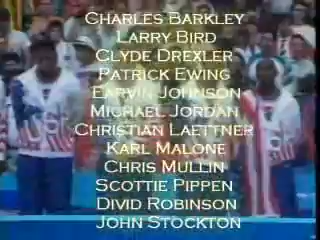 CHARLES BARKLEY
LARRY BIRD
CLYDE DREXLER
PATRICK EWING
EARVIN JOHNSON
MICHAEL JORDAN
CHRISTIAN LAETTNER
KARL MALONE
CHRIS MULLIN
SCOTTIE PIPPEN
DIVID ROBINSON
JOHN STOCKTON